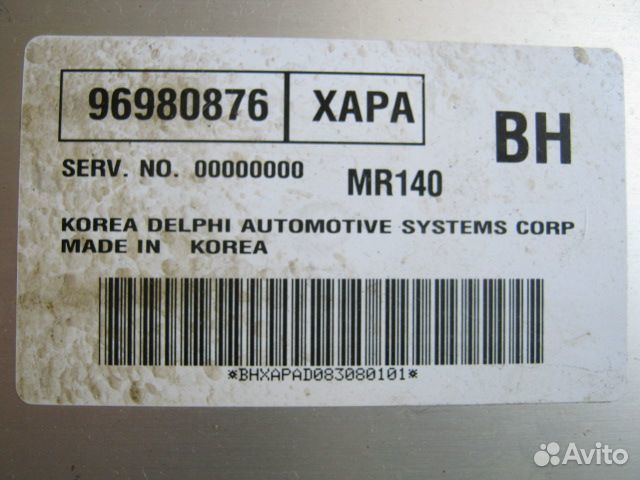 96980876 XAPA
BH
SERV. NO. 00000000 MR140
KOREA DELPHI AUTOMOTIVE SYSTEMS CORP
MADE IN KOREA
*BHXAPAD083080101*
Avito